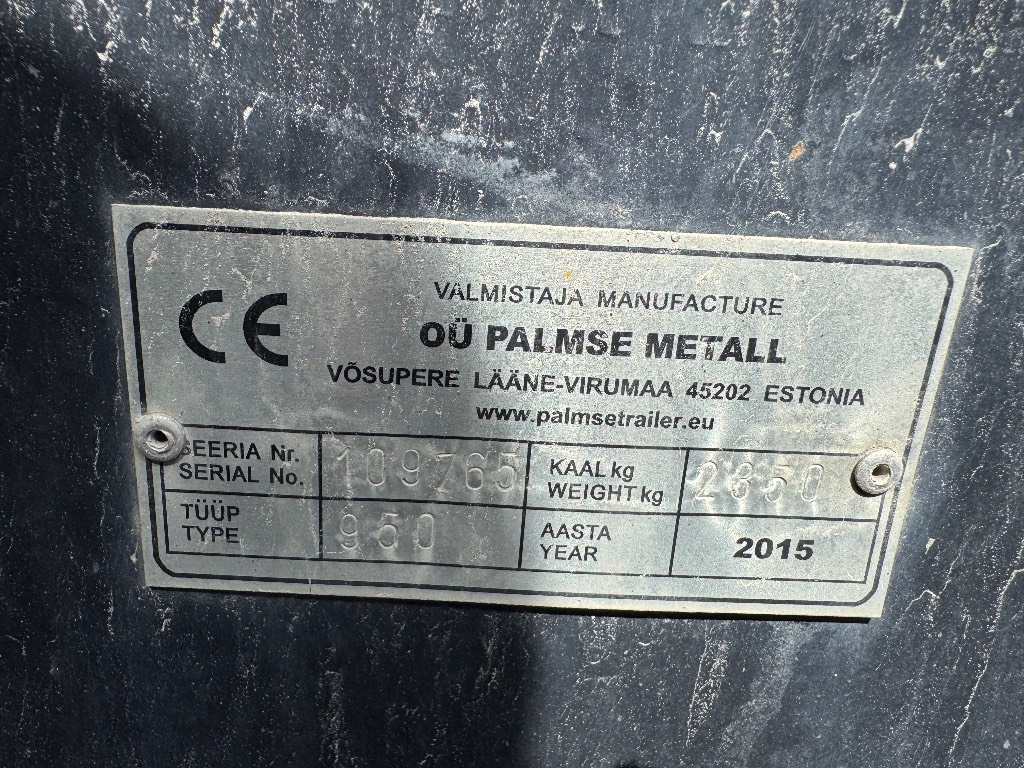 CE
VALMISTAJA MANUFACTURE
OÜ PALMSE METALL
VÕSUPERE LÄÄNE-VIRUMAA 45202 ESTONIA
www.palmsetrailer.eu
SEERIA Nr.
SERIAL No.
109765
KAAL kg
WEIGHT kg
2350
TÜÜP
TYPE
950
AASTA
YEAR
2015